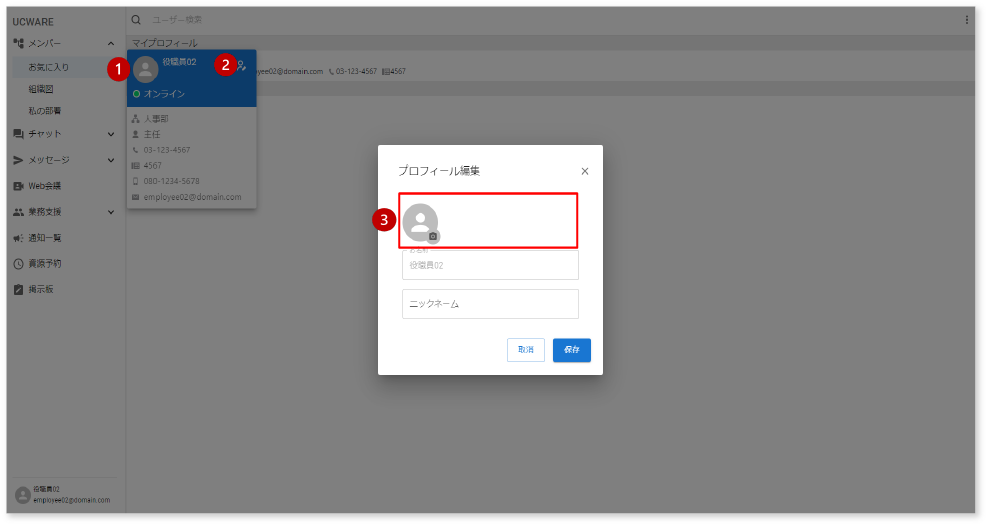 UCWARE
ユーザー検索
メンバー
お気に入り
組織図
私の部署
チャット
メッセージ
Web会議
業務支援
通知一覧
資源予約
掲示板
役職員02
employee02@domain.com
マイプロフィール
1
役職員02
2
オンライン
人事部
主任
03-123-4567
4567
080-1234-5678
employee02@domain.com
yee02@domain.com 03-123-4567 4567
プロフィール編集
3
役職員02
ニックネーム
取消
保存